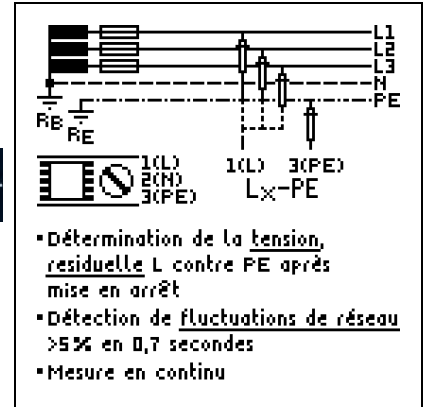 L1
L2
L3
N
PE
RB
RE
1(L)
2(N)
3(PE)
1(L) 3(PE)
Lx-PE
▪Détermination de la tension,
residuelle L contre PE après
mise en arrêt
▪Détection de fluctuations de réseau
>5% en 0,7 secondes
▪Mesure en continu